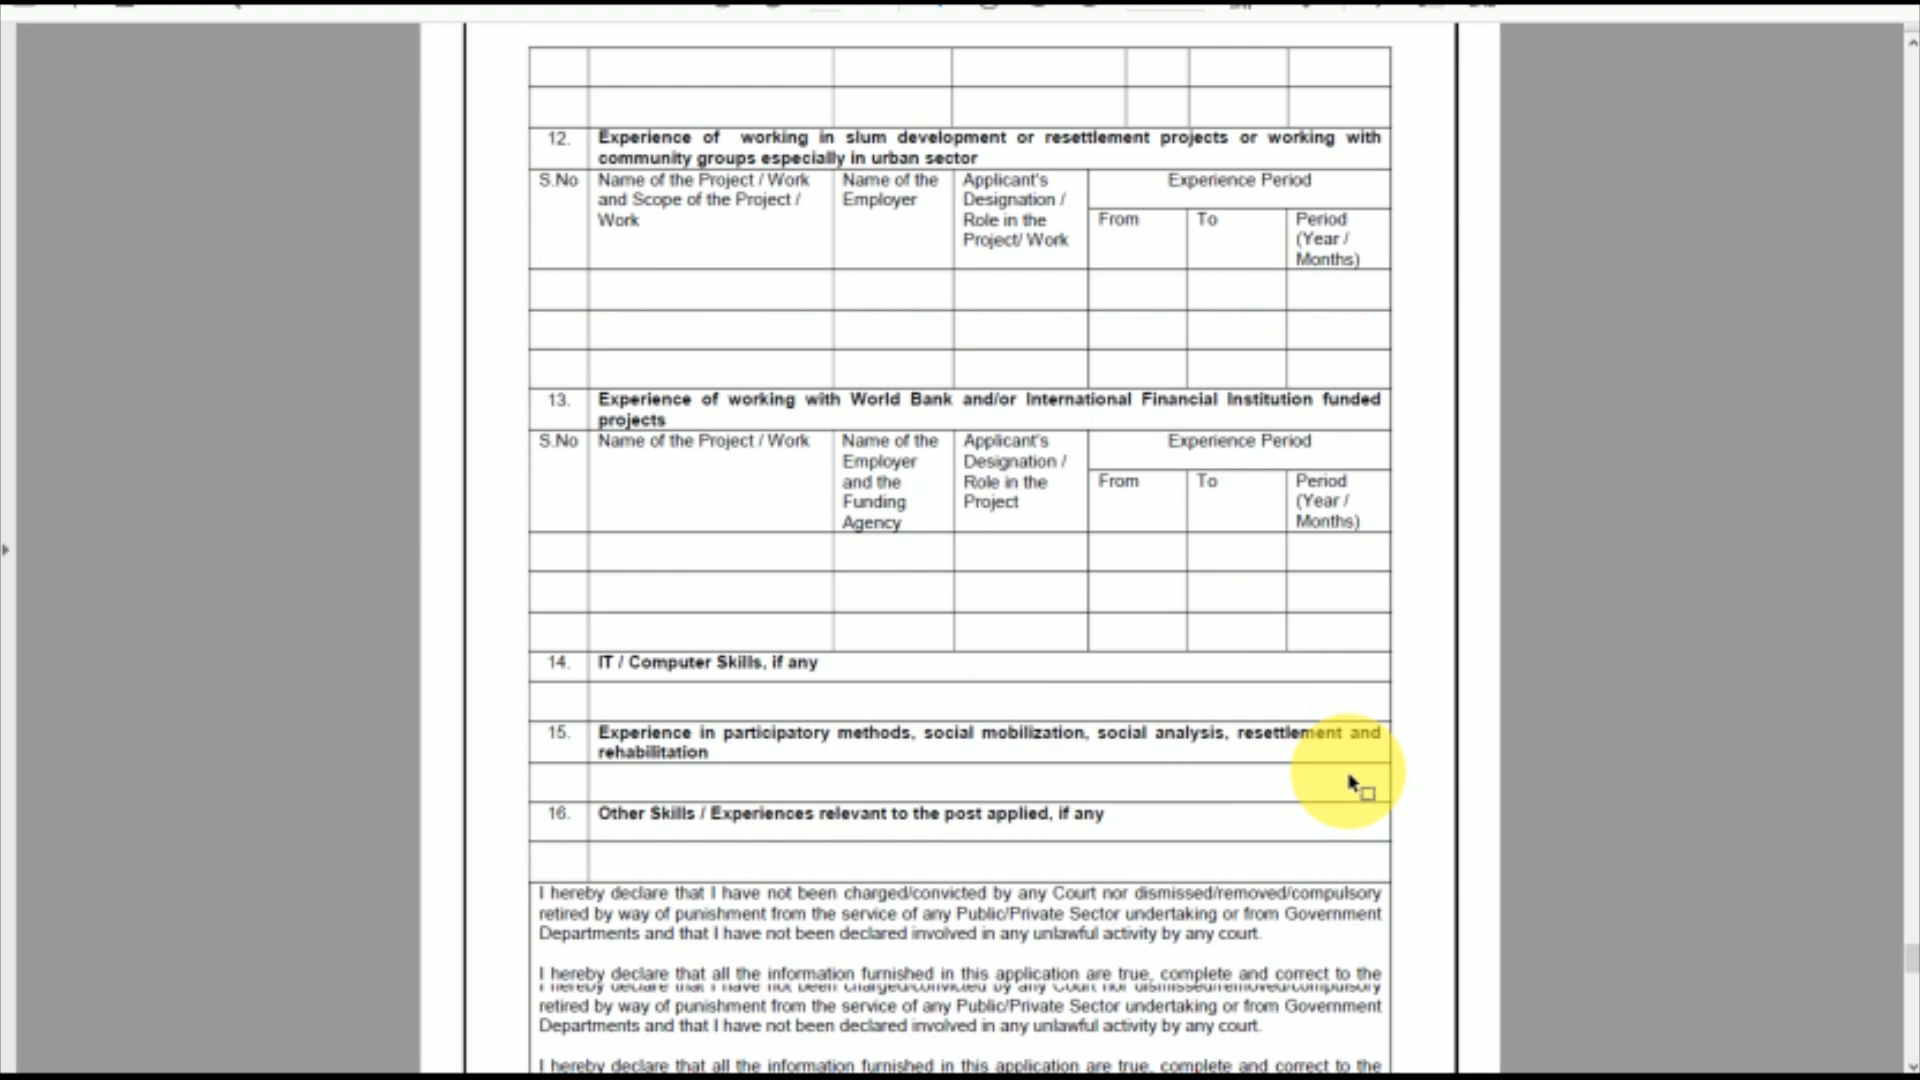 12. Experience of working in slum development or resettlement projects or working with
community groups especially in urban sector
S.No Name of the Project / Work Name of the Applicant's Experience Period
and Scope of the Project / Employer Designation /
Work Role in the From To Period
Project/ Work (Year /
Months)
13. Experience of working with World Bank and/or International Financial Institution funded
projects
S.No Name of the Project / Work Name of the Applicant's Experience Period
Employer Designation /
and the Role in the From To Period
Funding Project (Year /
Agency Months)
14. IT / Computer Skills, if any
15. Experience in participatory methods, social mobilization, social analysis, resettlement and
rehabilitation
16. Other Skills / Experiences relevant to the post applied, if any
I hereby declare that I have not been charged/convicted by any Court nor dismissed/removed/compulsory
retired by way of punishment from the service of any Public/Private Sector undertaking or from Government
Departments and that I have not been declared involved in any unlawful activity by any court.
I hereby declare that all the information furnished in this application are true, complete and correct to the
I hereby declare that I have not been charged/convicted by any Court nor dismissed/removed/compulsory
retired by way of punishment from the service of any Public/Private Sector undertaking or from Government
Departments and that I have not been declared involved in any unlawful activity by any court.
I hereby declare that all the information furnished in this application are true, complete and correct to the